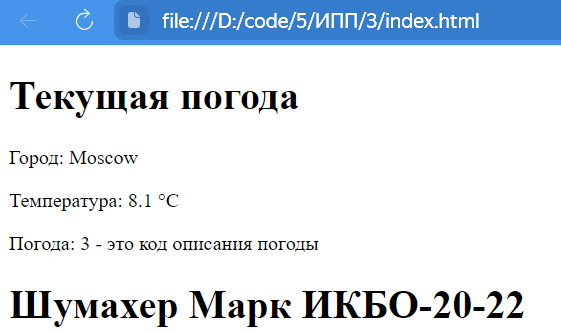 file:///D:/code/5/ИПП/3/index.html
Текущая погода
Город: Moscow
Температура: 8.1 °C
Погода: 3 - это код описания погоды
Шумахер Марк ИКБО-20-22